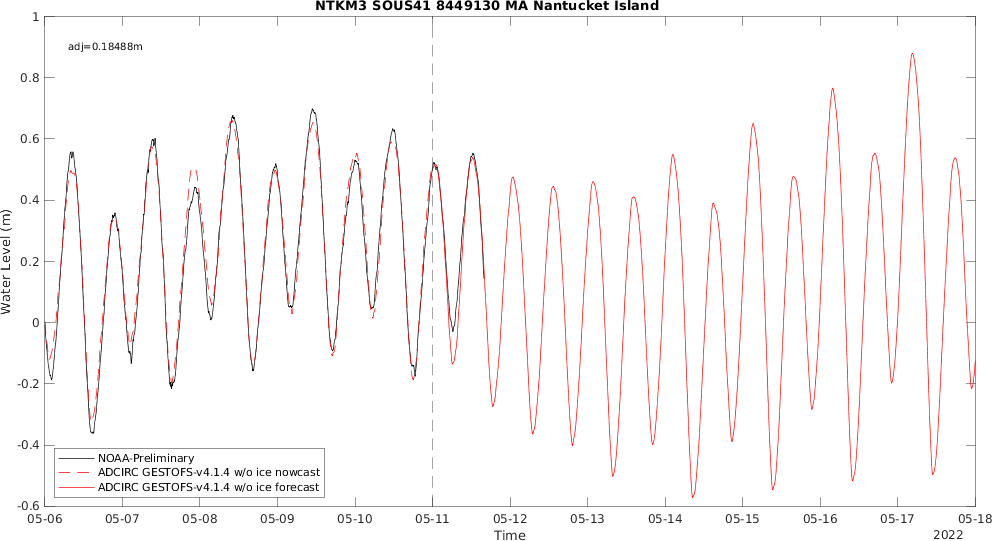 NTKM3 SOUS41 8449130 MA Nantucket Island
adj=0.18488m
1
0.8
0.6
0.4
0.2
0
-0.2
-0.4
-0.6
Water Level (m)
NOAA-Preliminary
ADCIRC GESTOFS-v4.1.4 w/o ice nowcast
ADCIRC GESTOFS-v4.1.4 w/o ice forecast
05-06 05-07 05-08 05-09 05-10 05-11 05-12 05-13 05-14 05-15 05-16 05-17 05-18
Time
2022